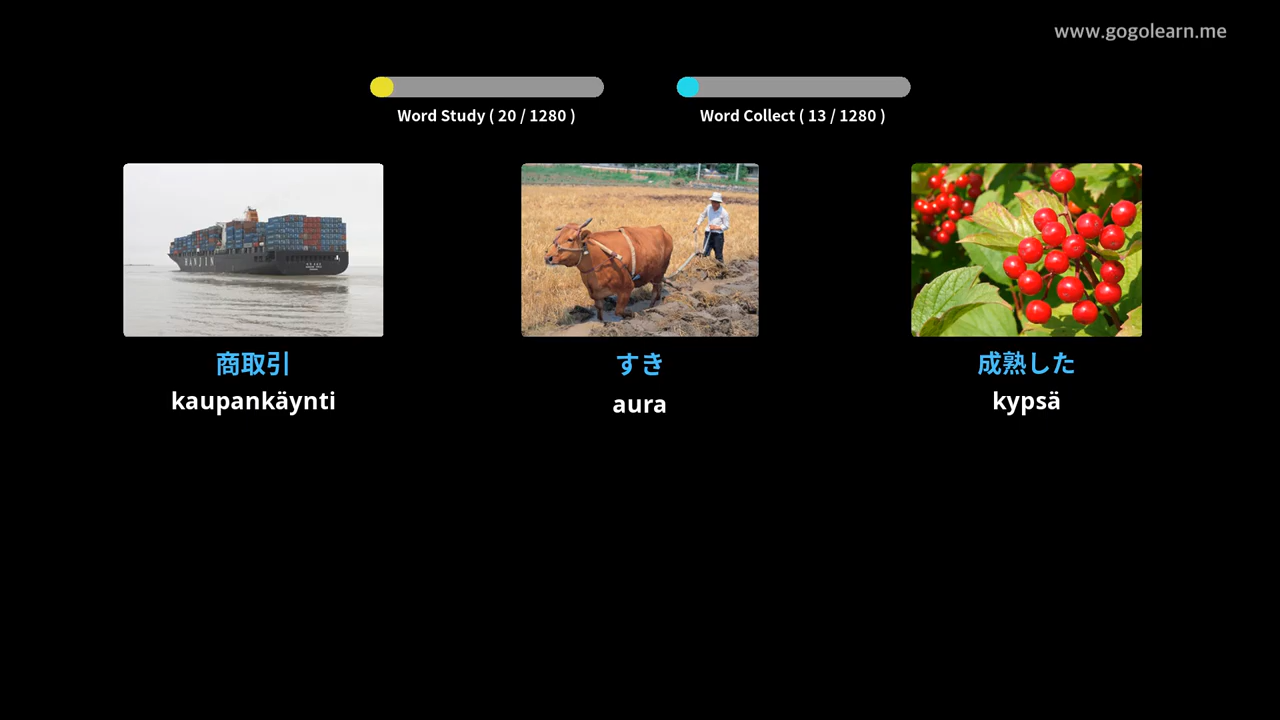 www.gogolearn.me
Word Study ( 20 / 1280 )
Word Collect ( 13 / 1280 )
HANJIN
商取引
すき
成熟した
kaupankäynti
aura
kypsä